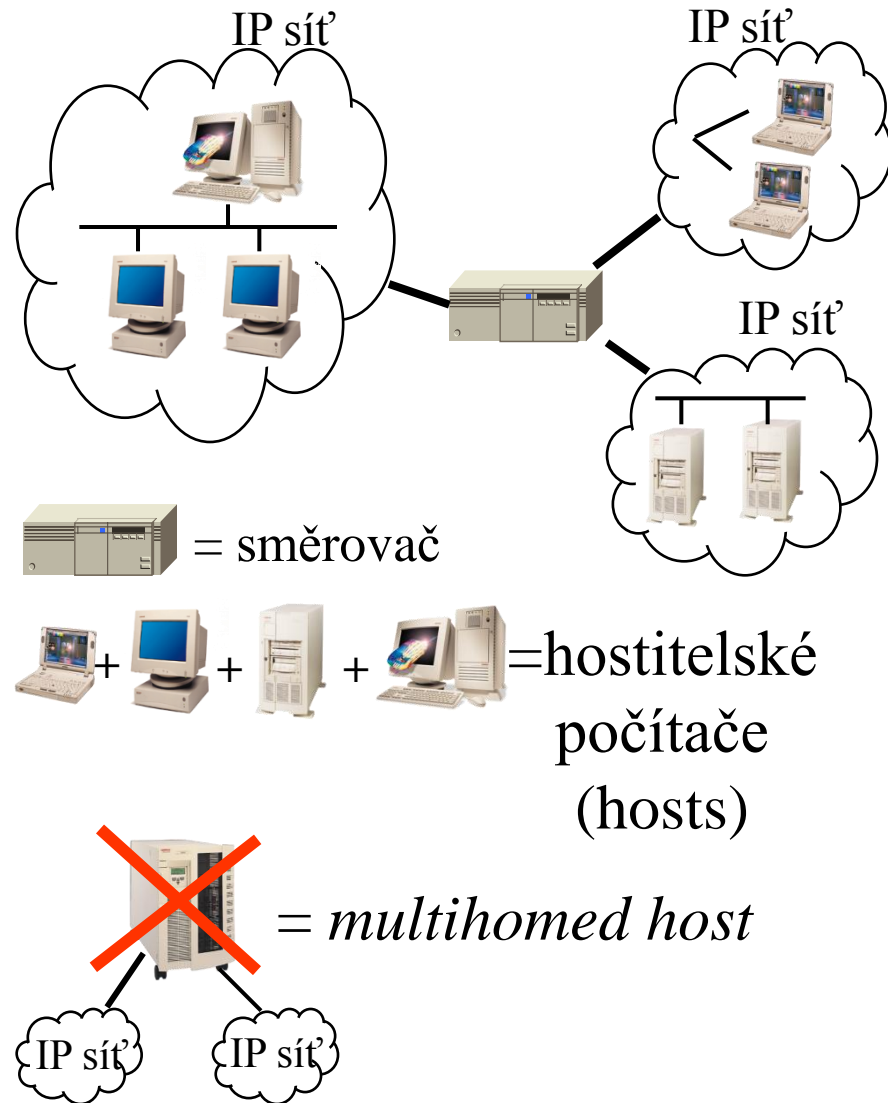 IP síť
IP síť
IP síť
= směrovač
+ + + =hostitelské
počítače
(hosts)
= multihomed host
IP síť
IP síť